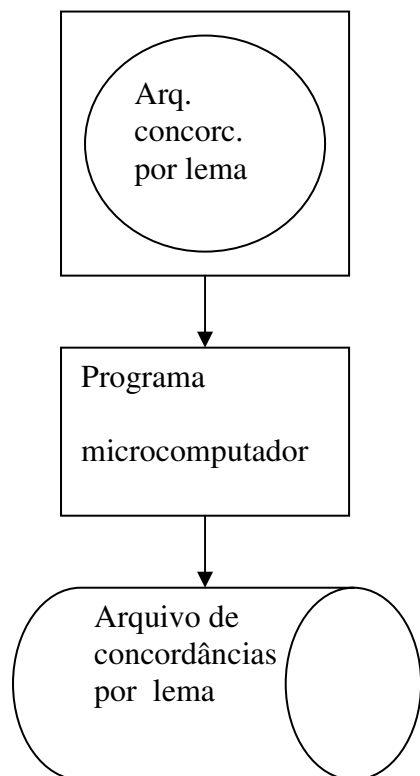 Arq.
concorc.
por lema
Programa
microcomputador
Arquivo de
concordâncias
por lema